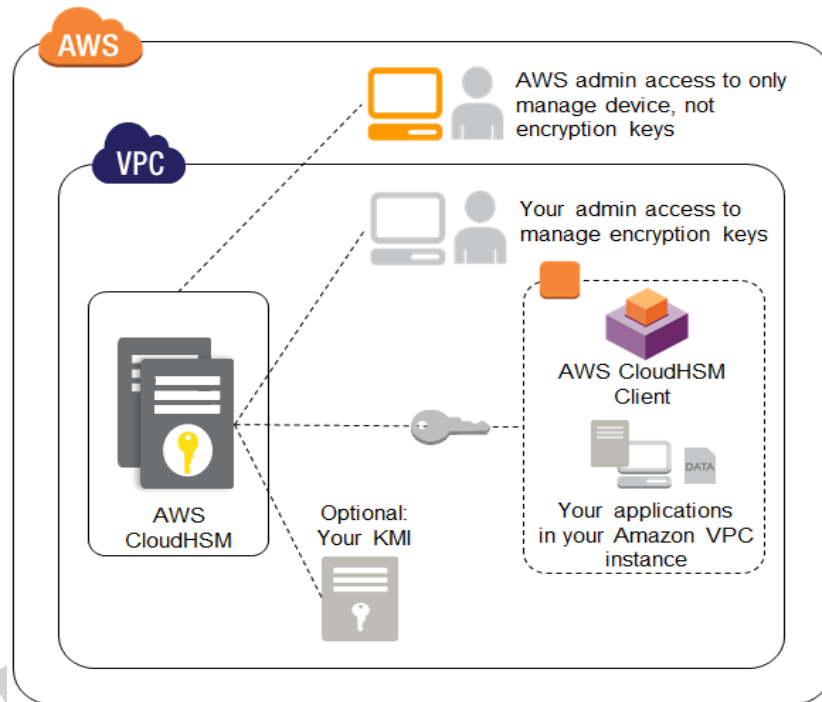 AWS
AWS admin access to only
manage device, not
encryption keys
VPC
Your admin access to
manage encryption keys
AWS CloudHSM
Client
DATA
Your applications
in your Amazon VPC
instance
AWS
CloudHSM
Optional:
Your KMI